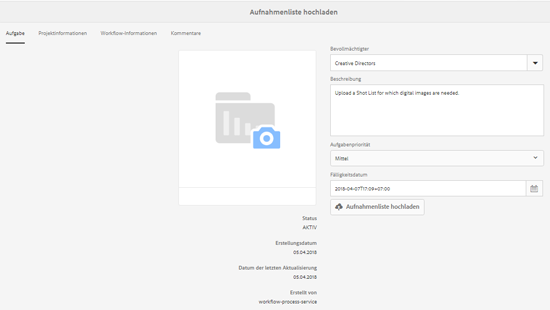 Aufnahmenliste hochladen
Aufgabe Projektinformationen Workflow-Informationen Kommentare
Bevollmächtigter
Creative Directors
Beschreibung
Upload a Shot List for which digital images are needed.
Aufgabenpriorität
Mittel
Fälligkeitsdatum
2018-04-07T17:09+07:00
Aufnahmenliste hochladen
Status
AKTIV
Erstellungsdatum
05.04.2018
Datum der letzten Aktualisierung
05.04.2018
Erstellt von
workflow-process-service